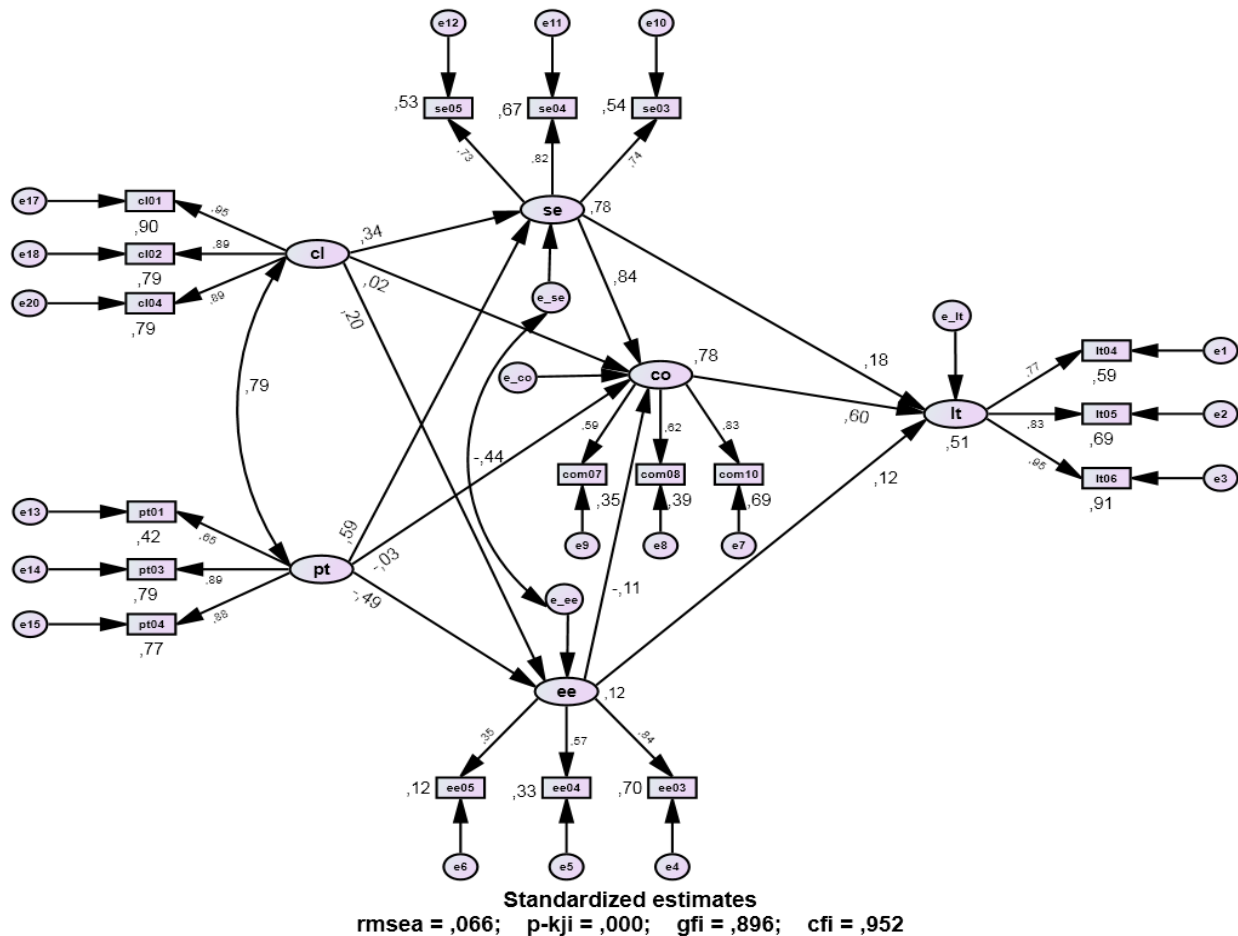 e12 e11 e10
,53 se05 ,67 se04 ,54 se03
,73 ,82 ,74
e17 cl01 ,95
,90
se ,78
e18 cl02 ,89 cl ,34
,79
e20 cl04 ,89 ,02 ,84
,79 ,20 e_se
e_lt
,78
,77 lt04 e1
e_co co ,18 ,59
,79
,60 lt ,83 lt05 e2
,59 ,62 ,83 ,51 ,69
-,44
com07 com08 com10 ,12 ,95 lt06 e3
,35 ,39 ,69 ,91
e13 pt01 ,65
,42 ,59 e9 e8 e7
e14 pt03 ,89 pt -,03
,79 -,49 e_ee -,11
e15 pt04 ,88
,77
ee ,12
,35 ,57 ,84
,12 ee05 ,33 ee04 ,70 ee03
e6 e5 e4
Standardized estimates
rmsea = ,066; p-kji = ,000; gfi = ,896; cfi = ,952